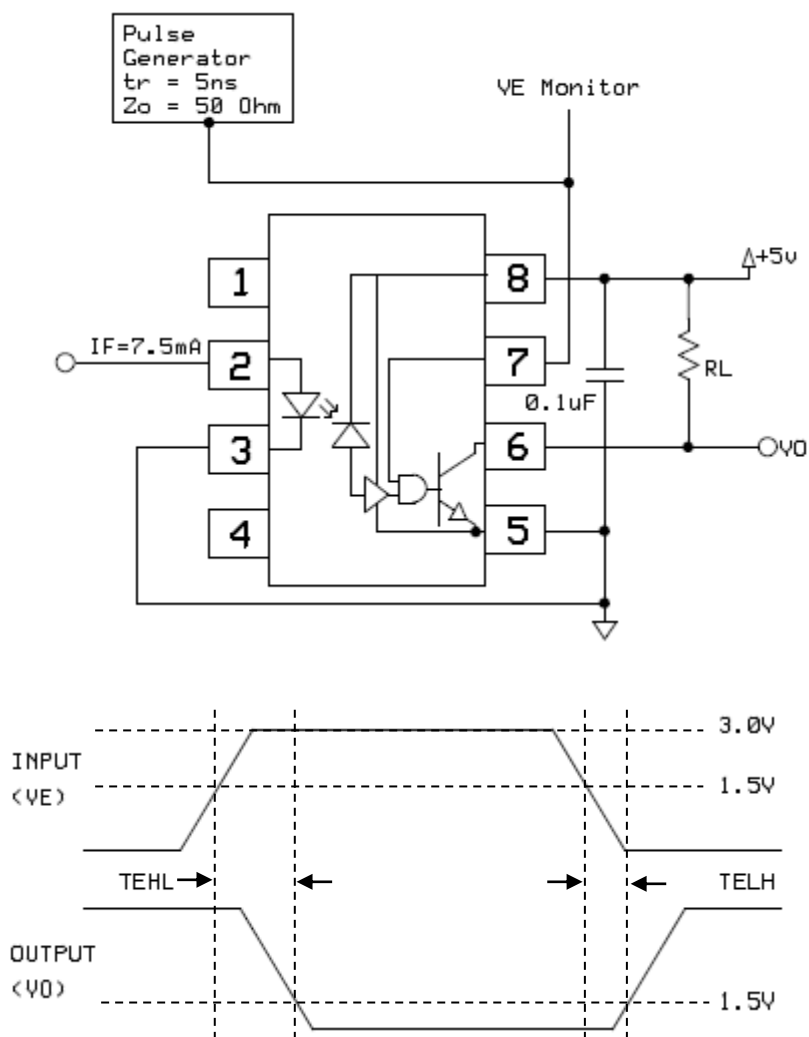 Pulse
Generator
tr = 5ns
Zo = 50 Ohm
VE Monitor
1
8
+5v
IF=7.5mA
2
7
RL
0.1uF
3
6
VO
4
5
3.0V
INPUT
(VE)
1.5V
TEHL
TELH
OUTPUT
(VO)
1.5V